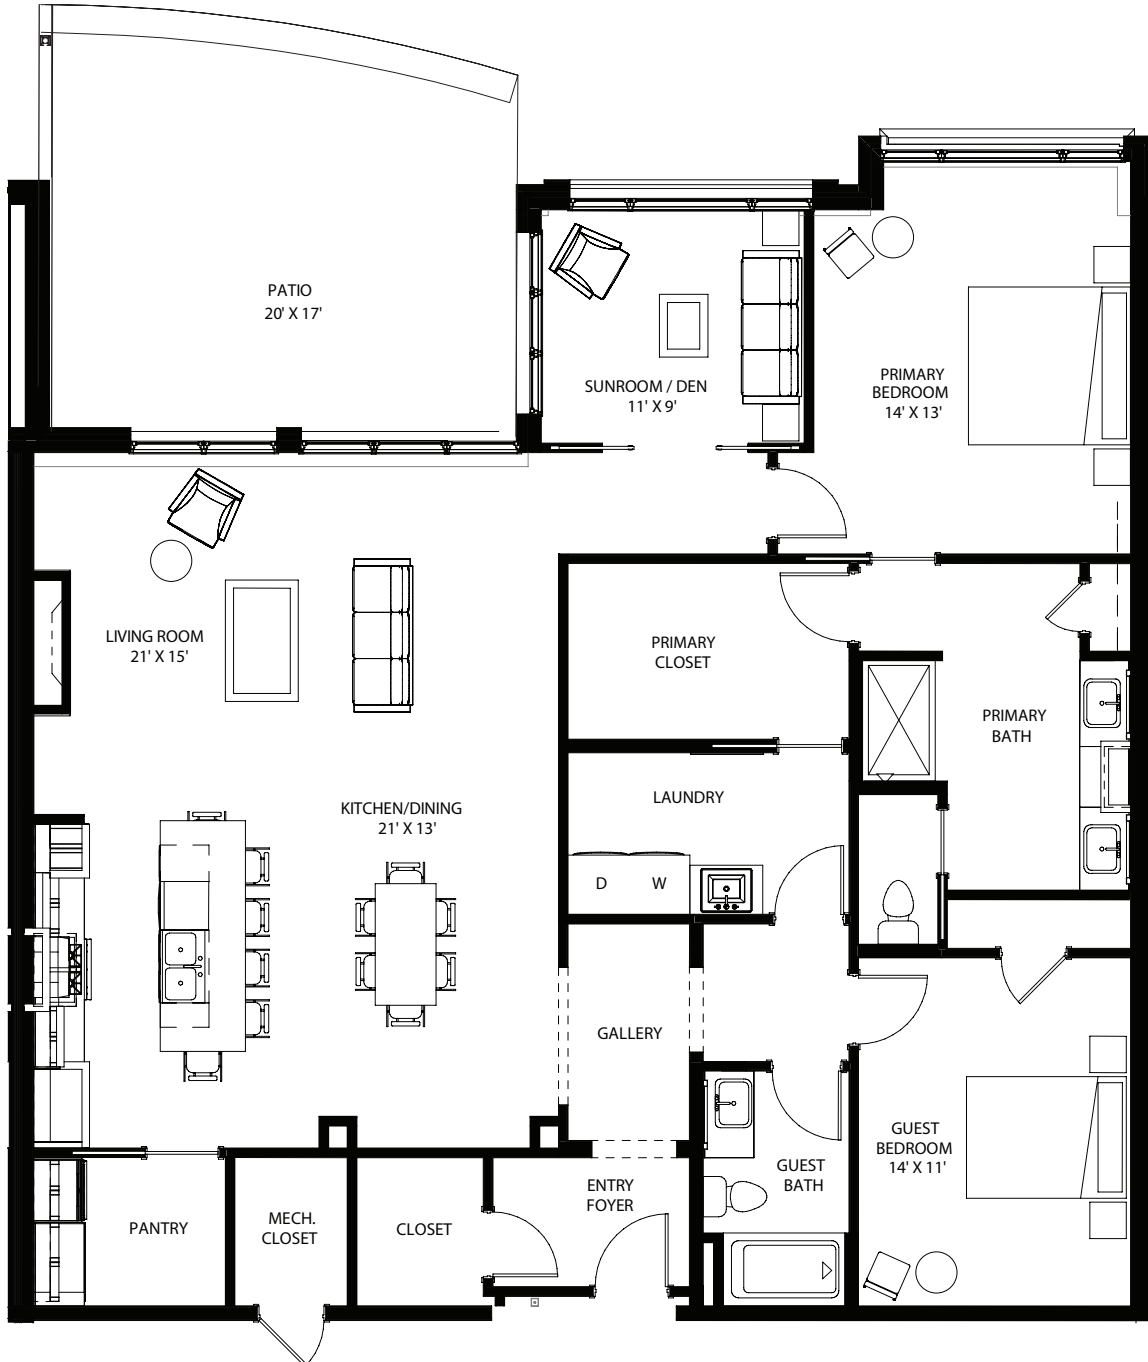 PATIO
20' X 17'
SUNROOM / DEN
11' X 9'
PRIMARY
BEDROOM
14' X 13'
LIVING ROOM
21' X 15'
PRIMARY
CLOSET
PRIMARY
BATH
KITCHEN/DINING
21' X 13'
LAUNDRY
D
W
GALLERY
GUEST
BEDROOM
14' X 11'
GUEST
BATH
ENTRY
FOYER
PANTRY
MECH.
CLOSET
CLOSET